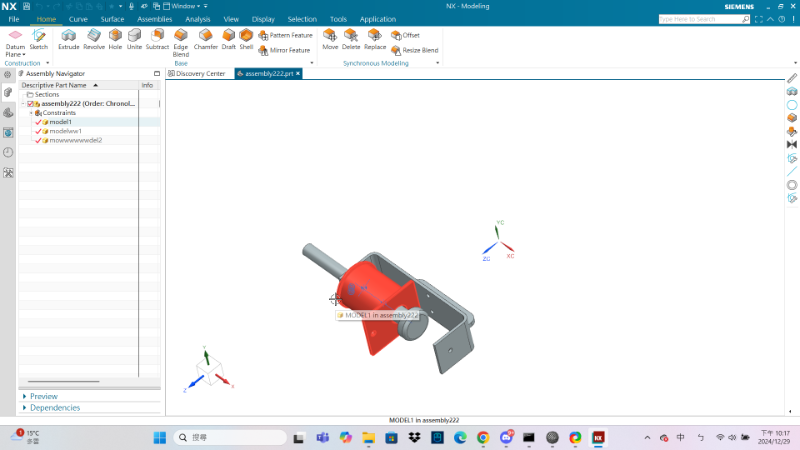 NX Window NX - Modeling SIEMENS
File Home Curve Surface Assemblies Analysis View Display Selection Tools Application Type here to Search
Datum Plane Sketch Extrude Revolve Hole Unite Subtract Edge Blend Chamfer Draft Shell Pattern Feature Mirror Feature Move Delete Replace Offset Resize Blend
Construction Base Synchronous Modeling
Assembly Navigator
Discovery Center assembly222.prt
Descriptive Part Name Info
Sections
assembly222 (Order: Chronol...
Constraints
model1
modelww1
mowwwwwwdel2
YC
ZC XC
MODEL1 in assembly222
Y
Z X
Preview
Dependencies
MODEL1 in assembly222
1 15°C
多雲
搜尋
中 ㄅ
下午 10:17
2024/12/29